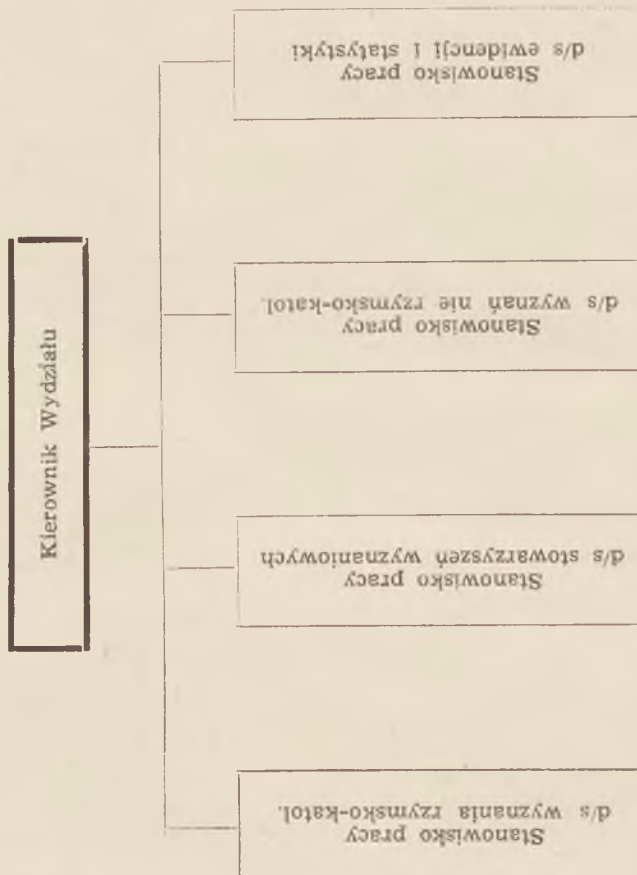 Kierownik Wydziału
Stanowisko pracy
d/s wyznania rzymsko-katol.
Stanowisko pracy
d/s stowarzyszeń wyznaniowych
Stanowisko pracy
d/s wyznań nie rzymsko-katol.
Stanowisko pracy
d/s ewidencji i statystyki